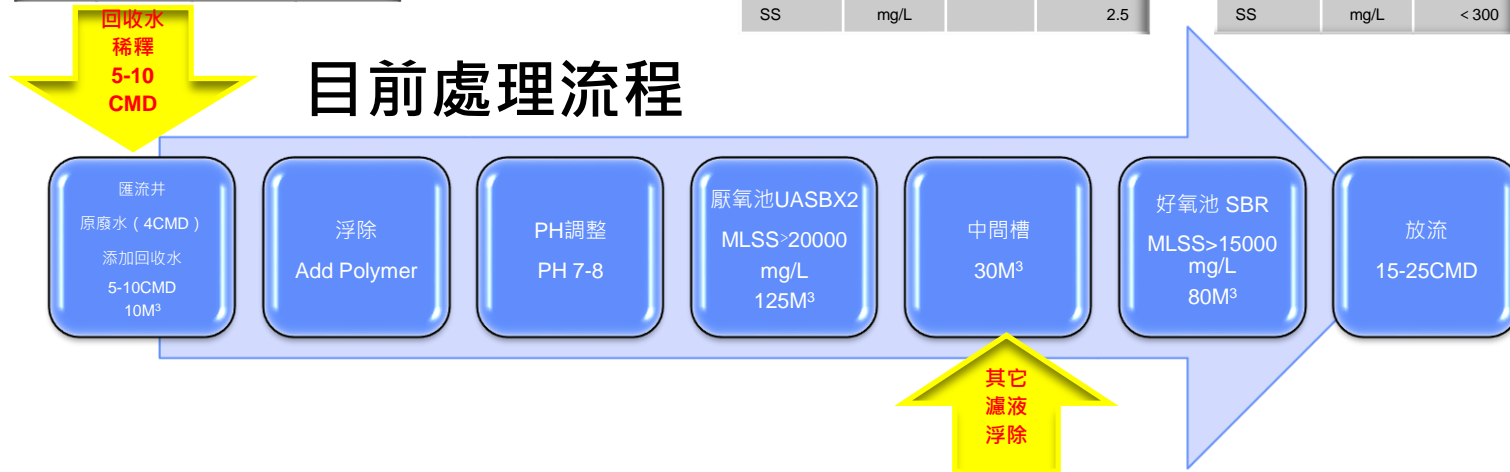 SS mg/L 2.5
SS mg/L < 300
回收水
稀釋
5-10
CMD
目前處理流程
匯流井
原廢水（4CMD）
添加回收水
5-10CMD
10M³
浮除
Add Polymer
PH調整
PH 7-8
厭氧池UASBX2
MLSS>20000
mg/L
125M³
中間槽
30M³
好氧池 SBR
MLSS>15000
mg/L
80M³
放流
15-25CMD
其它
濾液
浮除